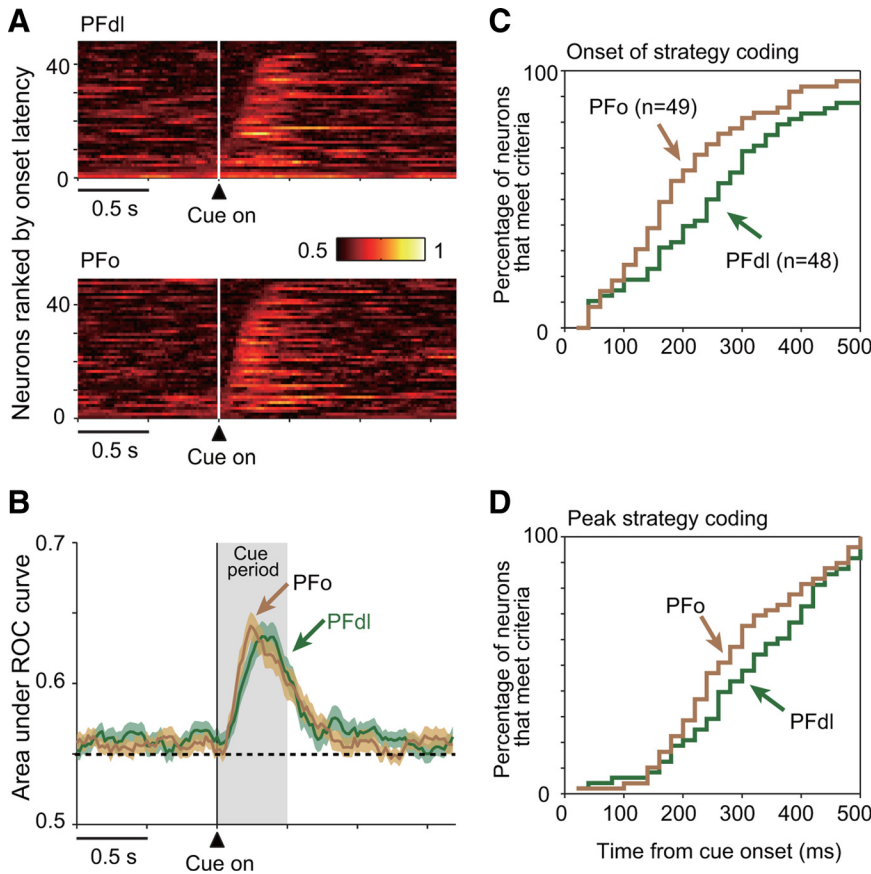 A
PFdl
Neurons ranked by onset latency
40
20
0
0.5 s
Cue on
0.5
1
PFo
40
20
0
0.5 s
Cue on
B
Area under ROC curve
0.7
0.6
0.5
Cue
period
PFo
PFdl
0.5 s
Cue on
C
Onset of strategy coding
Percentage of neurons
that meet criteria
100
0
PFo (n=49)
PFdl (n=48)
0
100
200
300
400
500
D
Peak strategy coding
Percentage of neurons
that meet criteria
100
0
PFo
PFdl
0
100
200
300
400
500
Time from cue onset (ms)